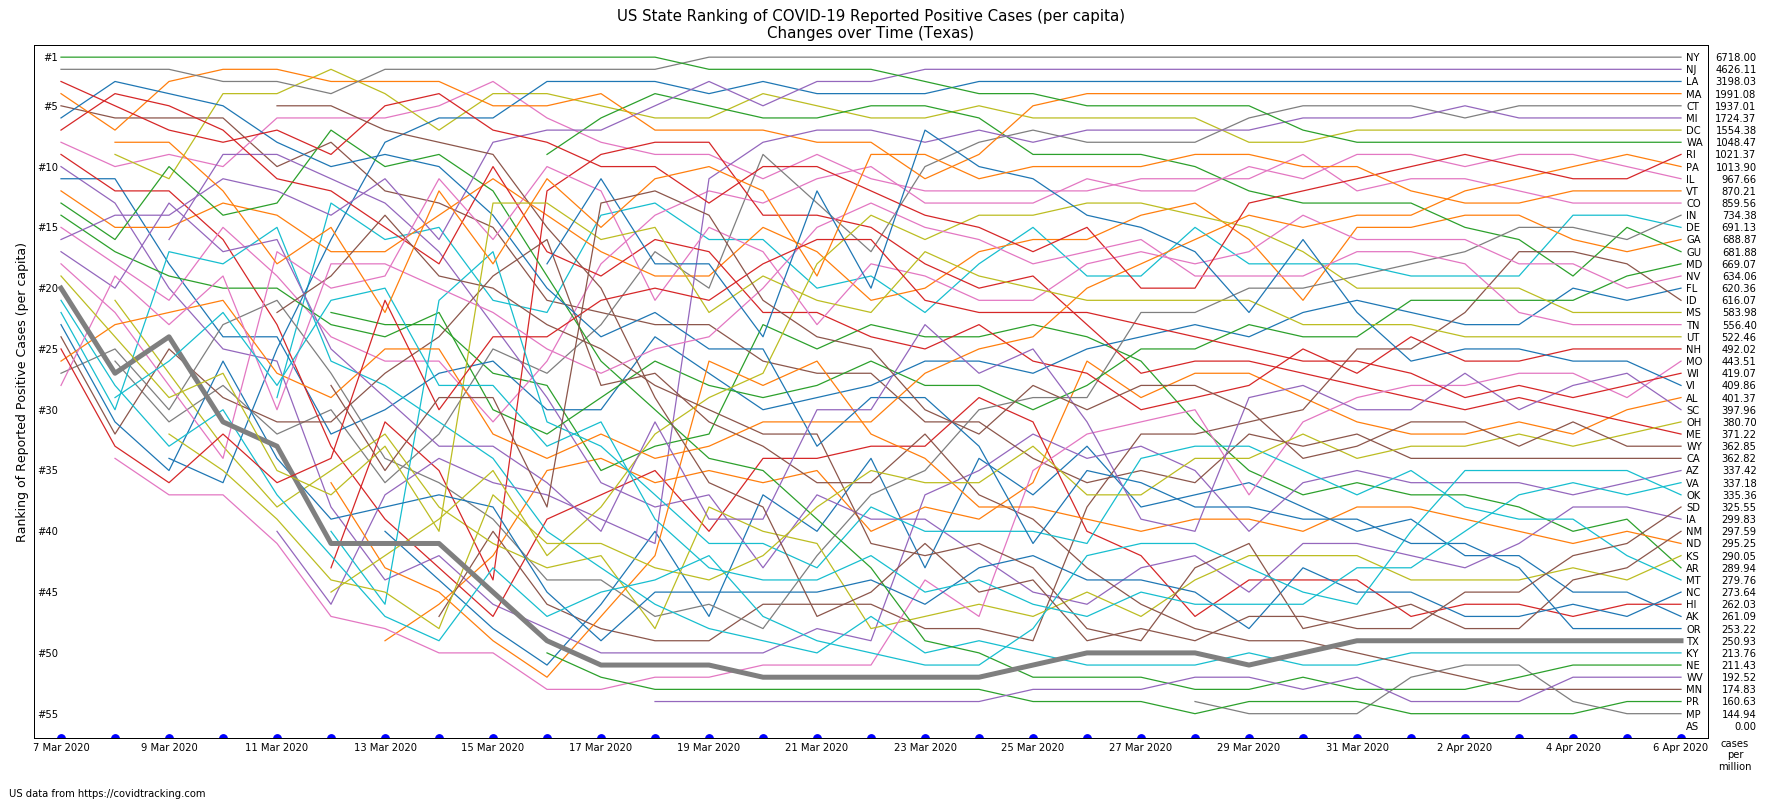 US State Ranking of COVID-19 Reported Positive Cases (per capita)
Changes over Time (Texas)
Ranking of Reported Positive Cases (per capita)
#1
#5
#10
#15
#20
#25
#30
#35
#40
#45
#50
#55
NY 6718.00
NJ 4626.11
LA 3198.03
MA 1991.08
CT 1937.01
MI 1724.37
DC 1554.38
WA 1048.47
RI 1021.37
PA 1013.90
IL 967.66
VT 870.21
CO 859.56
IN 734.38
DE 691.13
GA 688.87
GU 681.88
MD 669.07
NV 634.06
FL 620.36
ID 616.07
MS 583.98
TN 556.40
UT 522.46
NH 492.02
MO 443.51
WI 419.07
VI 409.86
AL 401.37
SC 397.96
OH 380.70
ME 371.22
WY 362.85
CA 362.82
AZ 337.42
VA 337.18
OK 335.36
SD 325.55
IA 299.83
NM 297.59
ND 295.25
KS 290.05
AR 289.94
MT 279.76
NC 273.64
HI 262.03
AK 261.09
OR 253.22
TX 250.93
KY 213.76
NE 211.43
WV 192.52
MN 174.83
PR 160.63
MP 144.94
AS 0.00
7 Mar 2020 9 Mar 2020 11 Mar 2020 13 Mar 2020 15 Mar 2020 17 Mar 2020 19 Mar 2020 21 Mar 2020 23 Mar 2020 25 Mar 2020 27 Mar 2020 29 Mar 2020 31 Mar 2020 2 Apr 2020 4 Apr 2020 6 Apr 2020
cases
per
million
US data from https://covidtracking.com